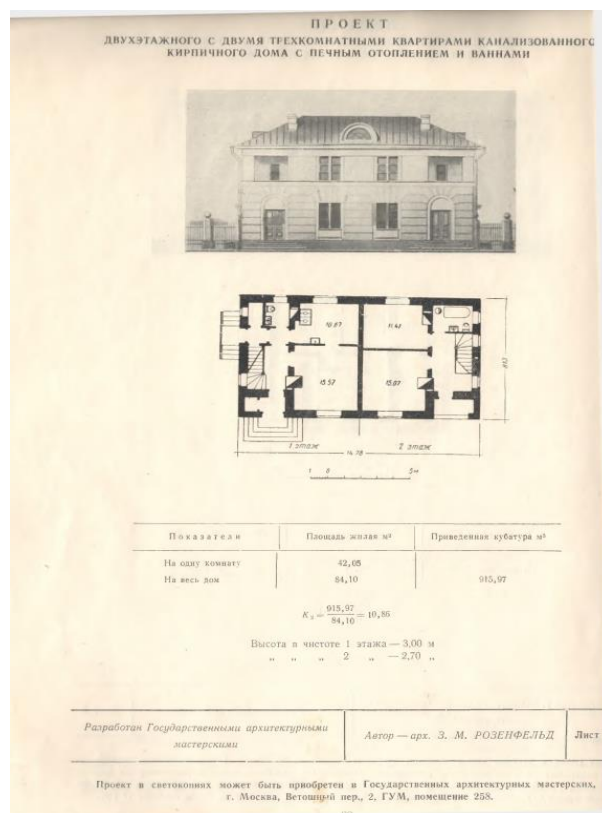 ПРОЕКТ
ДВУХЭТАЖНОГО С ДВУМЯ ТРЕХКОМНАТНЫМИ КВАРТИРАМИ КАНАЛИЗОВАННОГО
КИРПИЧНОГО ДОМА С ПЕЧНЫМ ОТОПЛЕНИЕМ И ВАННАМИ
10.87 11.42
15.57 15.07
1 этаж 2 этаж
14.78
1 0 5м
Показатели Площадь жилая м² Приведенная кубатура м³
На одну комнату 42,05
На весь дом 84,10 915,97
K₂ = 915,97 / 84,10 = 10,86
Высота в чистоте 1 этажа — 3,00 м
„ „ „ 2 „ — 2,70 „
Разработан Государственными архитектурными
мастерскими
Автор — арх. З. М. РОЗЕНФЕЛЬД
Лист
Проект в светокопиях может быть приобретен в Государственных архитектурных мастерских,
г. Москва, Ветошный пер., 2, ГУМ, помещение 258.